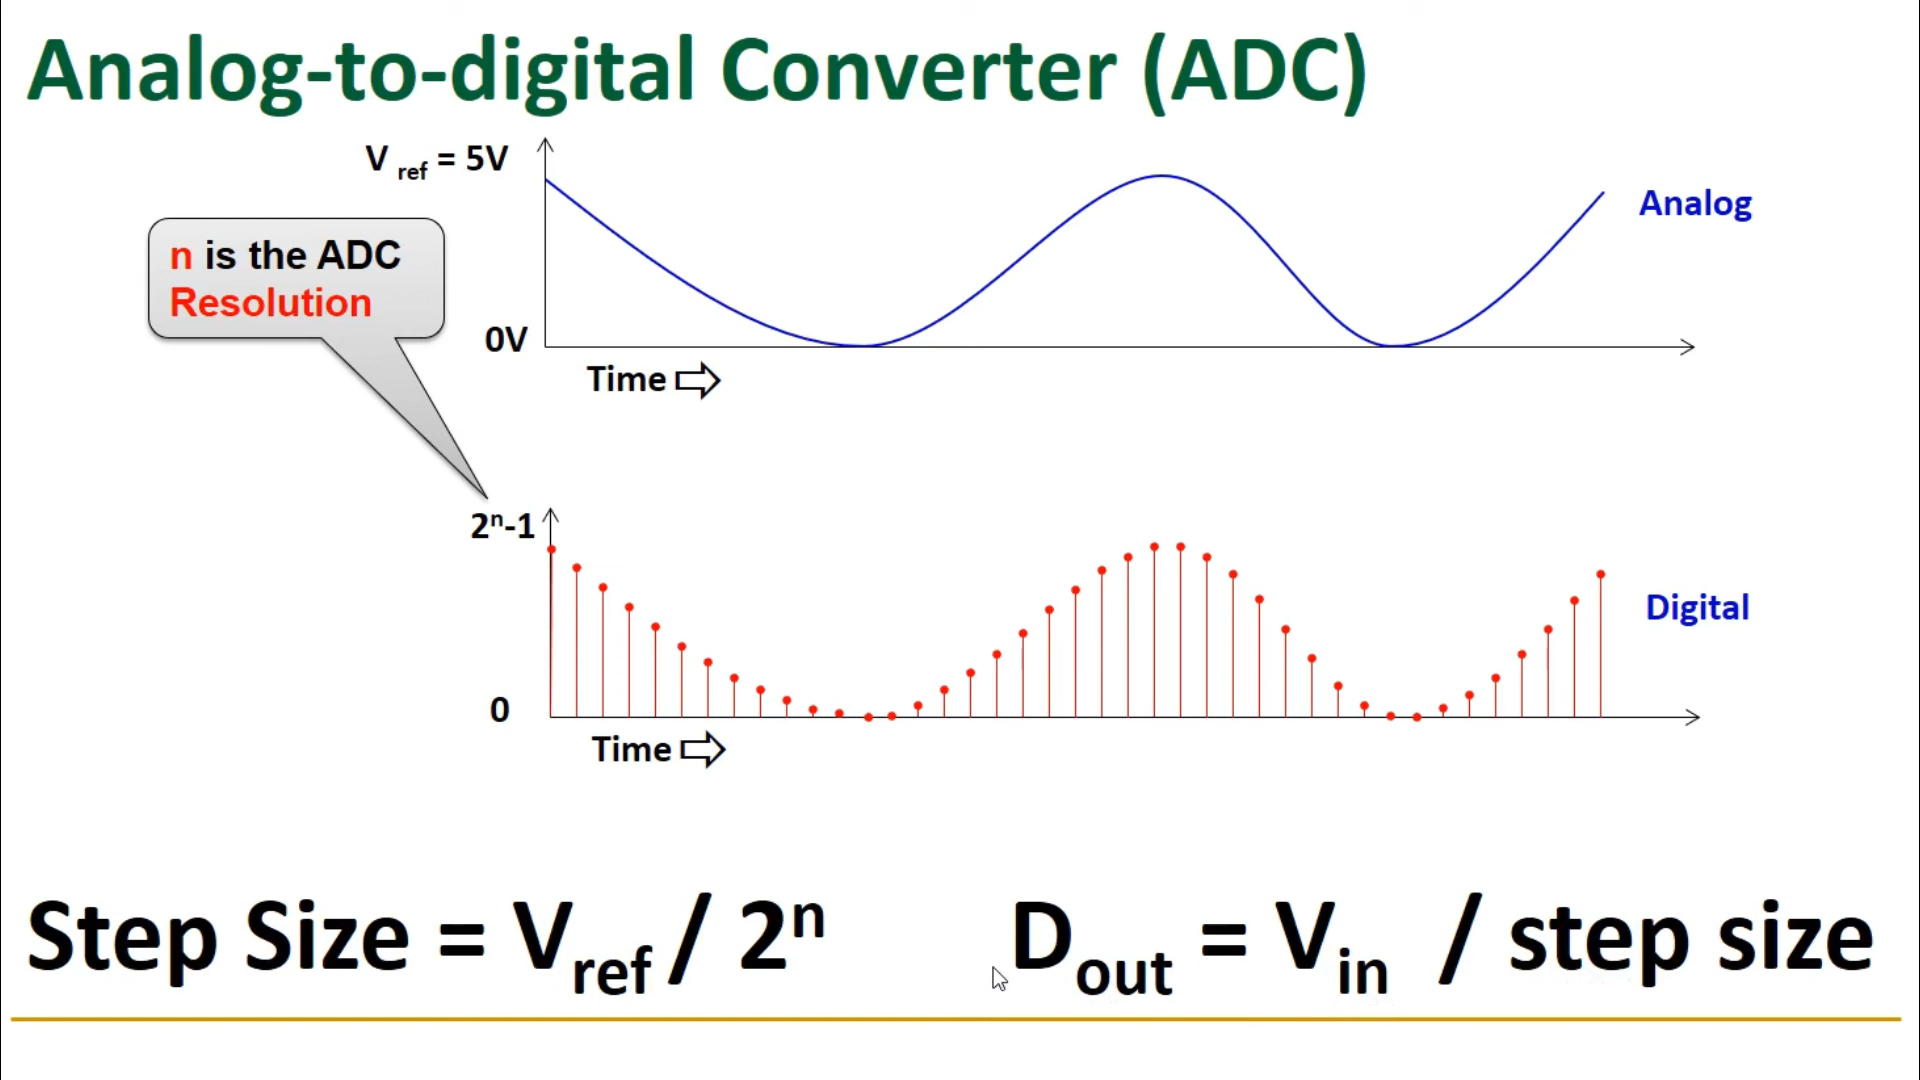 Analog-to-digital Converter (ADC)
V ref = 5V
Analog
n is the ADC
Resolution
0V
Time
2ⁿ-1
Digital
0
Time
Step Size = Vref / 2ⁿ
Dout = Vin / step size